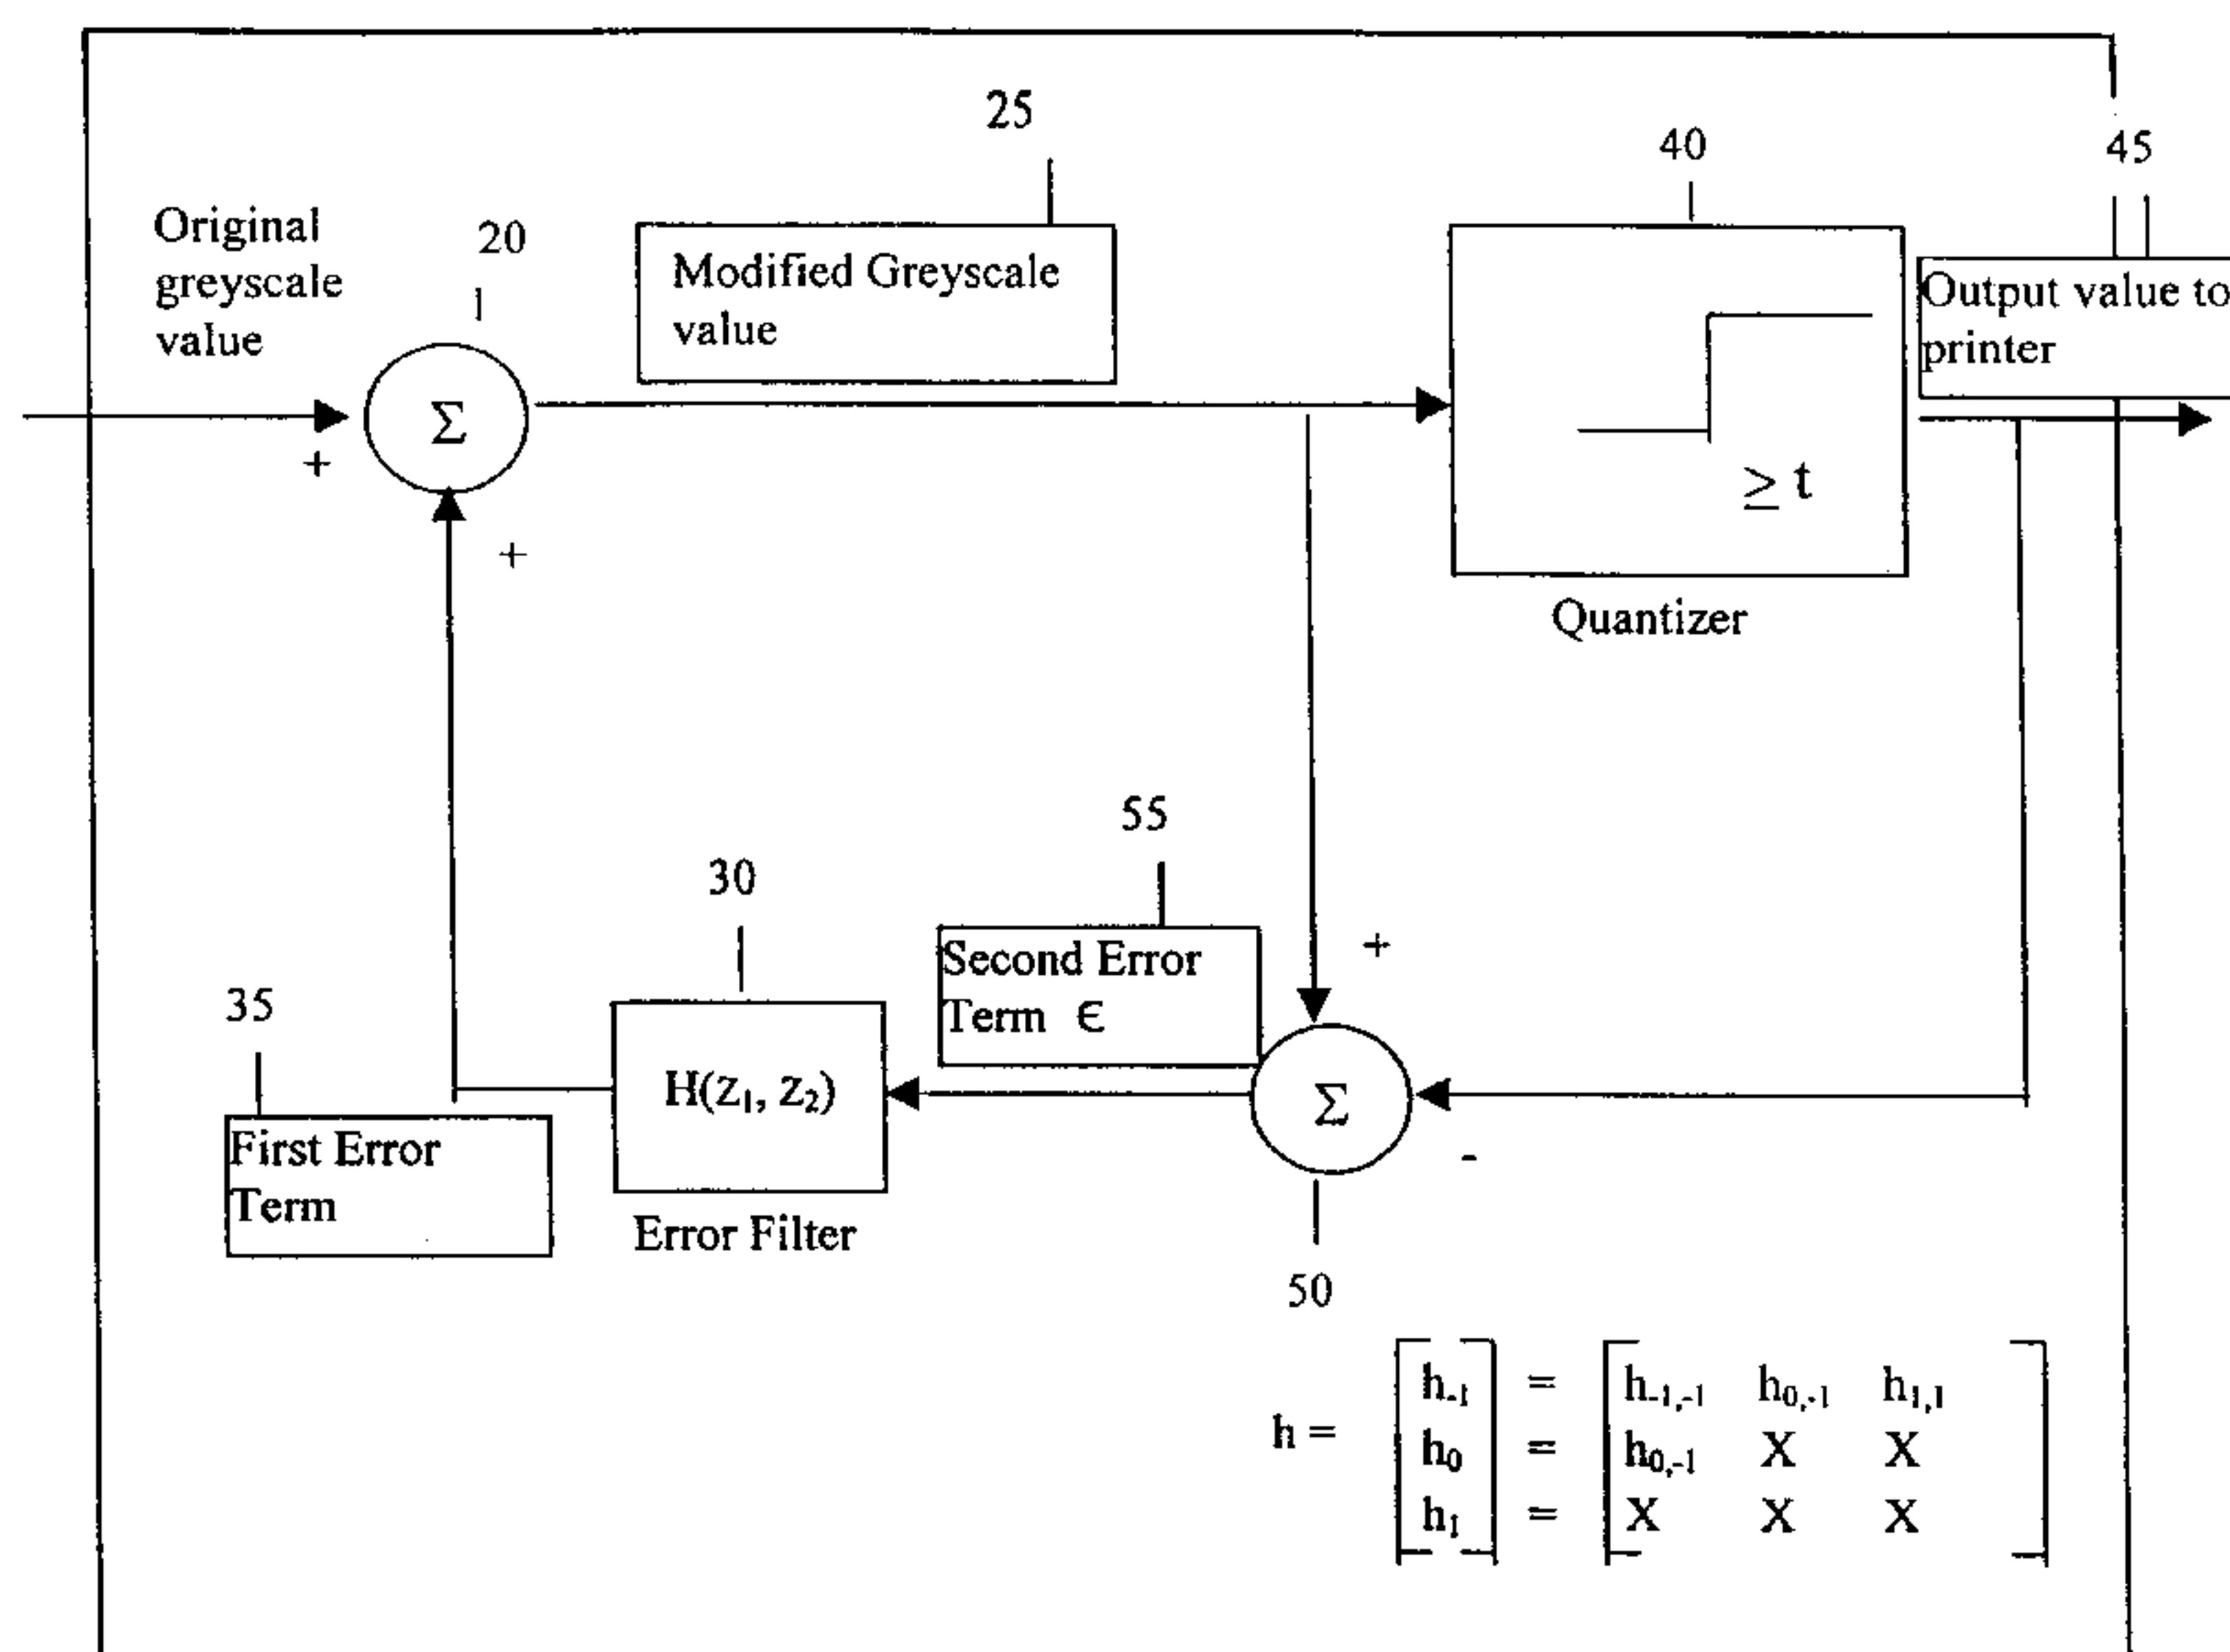 25
40
45
Original
greyscale
value
20
Modified Greyscale
value
Output value to
printer
Σ
+
+
≥ t
Quantizer
55
30
35
Second Error
Term ∈
+
H(z₁, z₂)
Σ
-
First Error
Term
Error Filter
50
h = [ h₋₁ ] = [ h₋₁,₋₁ h₀,₋₁ h₁,₁ ]
[ h₀ ] = [ h₀,₋₁ X X ]
[ h₁ ] = [ X X X ]